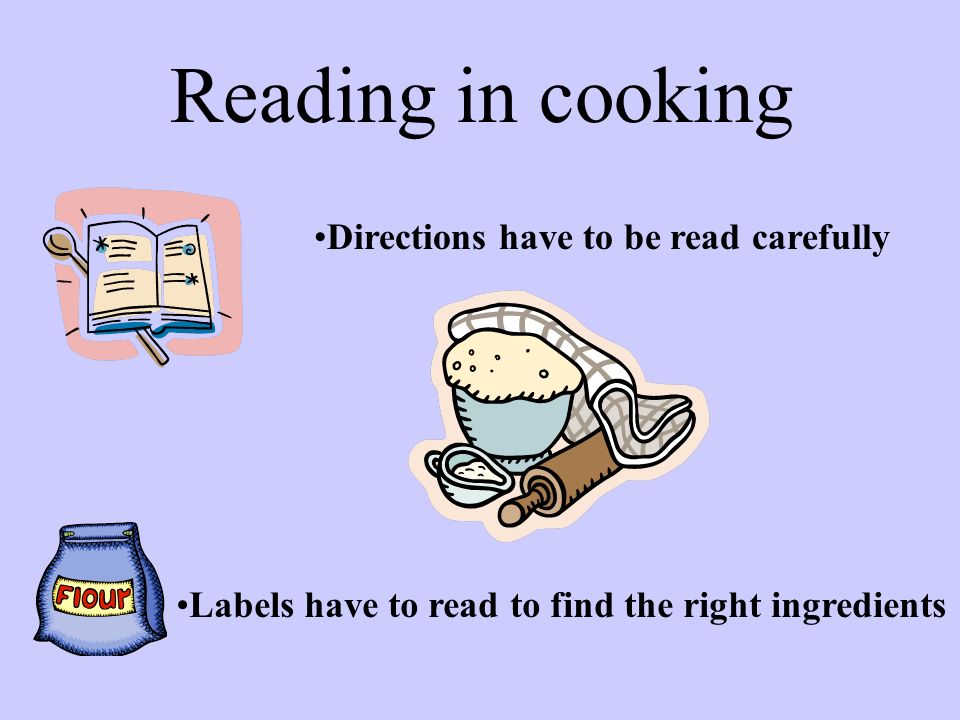 Reading in cooking
•Directions have to be read carefully
Flour
•Labels have to read to find the right ingredients